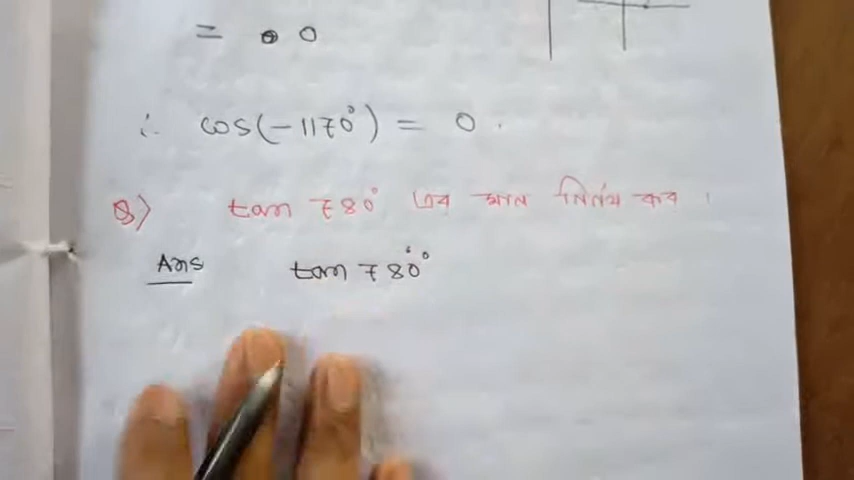 = 0
∴ cos(-1170°) = 0.
Q) tan 780° এর মান নির্ণয় কর।
Ans tan 780°